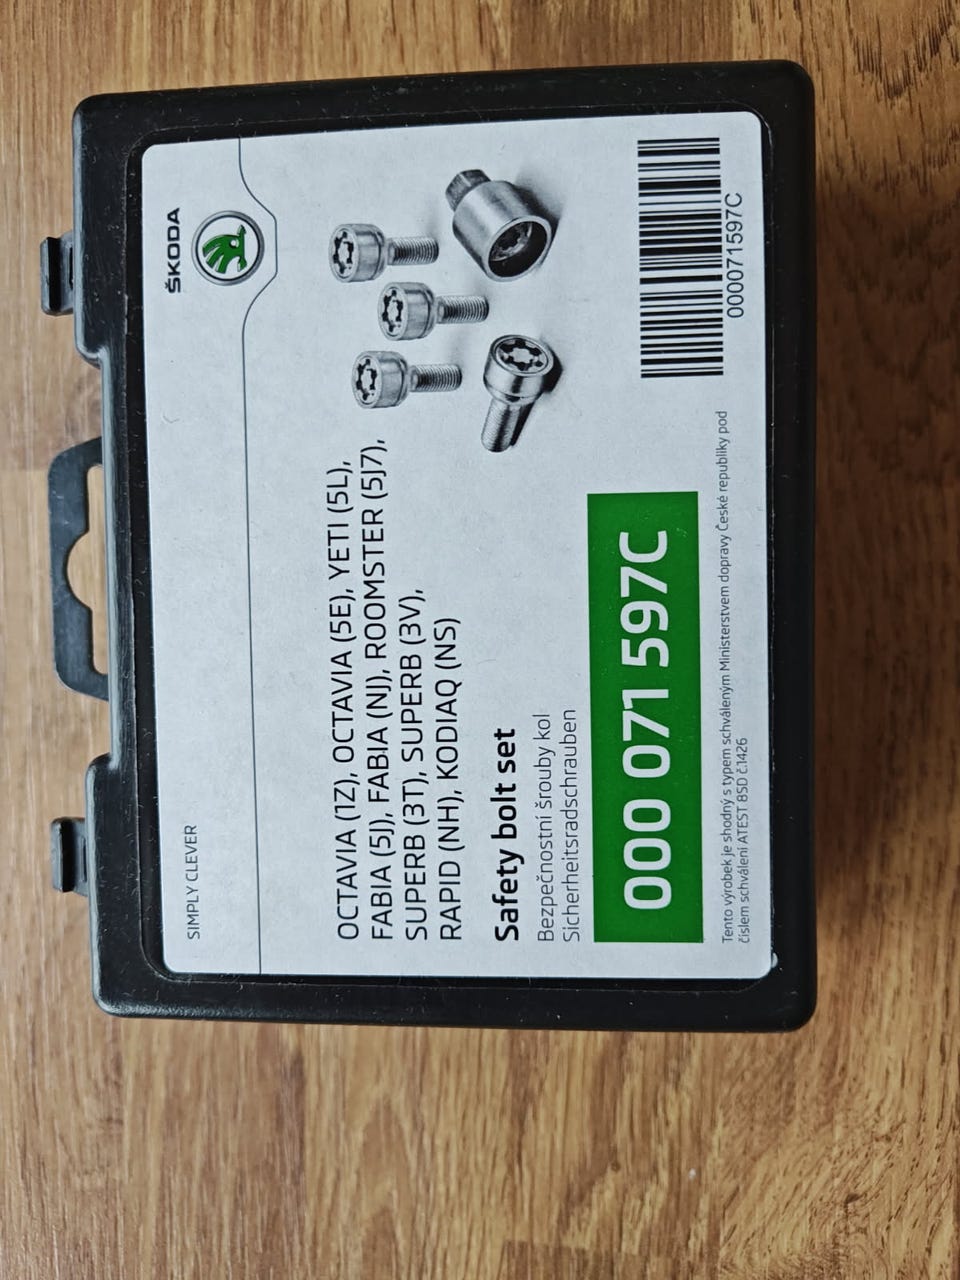 SIMPLY CLEVER
ŠKODA
OCTAVIA (1Z), OCTAVIA (5E), YETI (5L),
FABIA (5J), FABIA (NJ), ROOMSTER (5J7),
SUPERB (3T), SUPERB (3V),
RAPID (NH), KODIAQ (NS)
Safety bolt set
Bezpečnostní šrouby kol
Sicherheitsradschrauben
000 071 597C
000071597C
Tento výrobek je shodný s typem schváleným Ministerstvem dopravy České republiky pod
číslem schválení ATEST 8SD č.1426